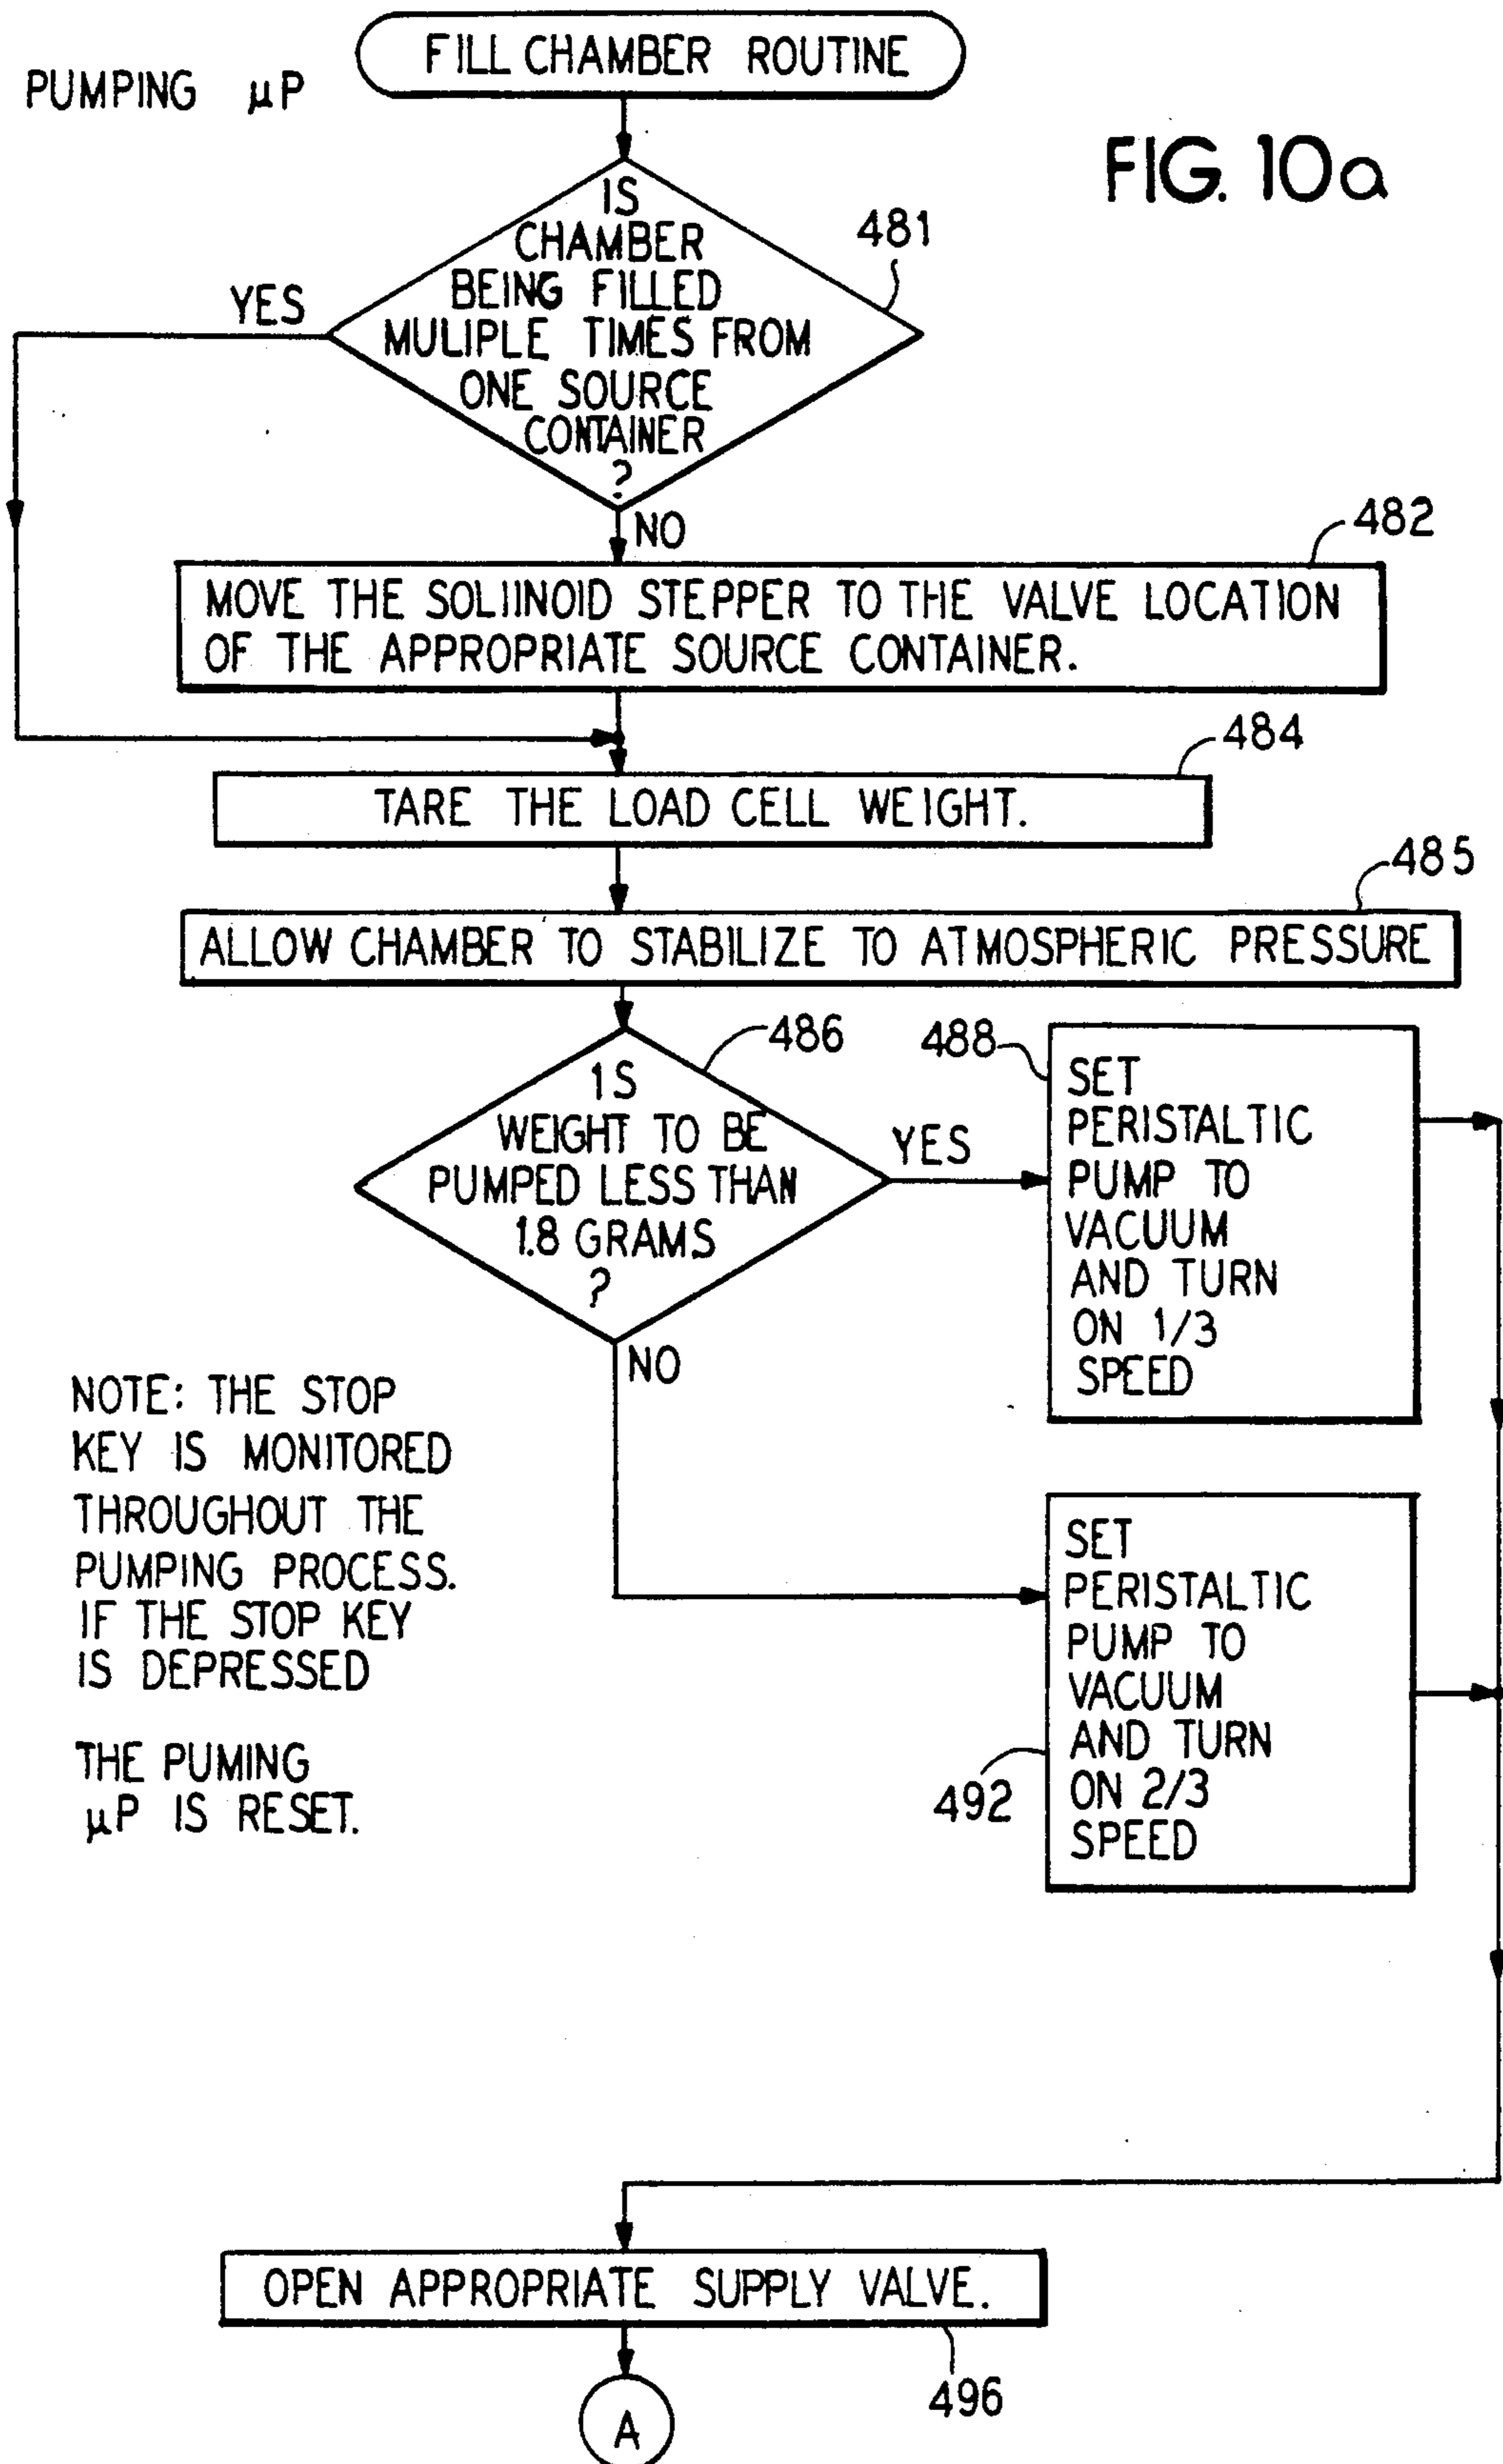 FILL CHAMBER ROUTINE
PUMPING μP
FIG. 10a
IS
CHAMBER
BEING FILLED
MULIPLE TIMES FROM
ONE SOURCE
CONTAINER
?
481
YES
NO
482
MOVE THE SOLIINOID STEPPER TO THE VALVE LOCATION
OF THE APPROPRIATE SOURCE CONTAINER.
484
TARE THE LOAD CELL WEIGHT.
485
ALLOW CHAMBER TO STABILIZE TO ATMOSPHERIC PRESSURE
486
IS
WEIGHT TO BE
PUMPED LESS THAN
1.8 GRAMS
?
YES
NO
488
SET
PERISTALTIC
PUMP TO
VACUUM
AND TURN
ON 1/3
SPEED
NOTE: THE STOP
KEY IS MONITORED
THROUGHOUT THE
PUMPING PROCESS.
IF THE STOP KEY
IS DEPRESSED
THE PUMING
μP IS RESET.
SET
PERISTALTIC
PUMP TO
VACUUM
AND TURN
ON 2/3
SPEED
492
OPEN APPROPRIATE SUPPLY VALVE.
496
A